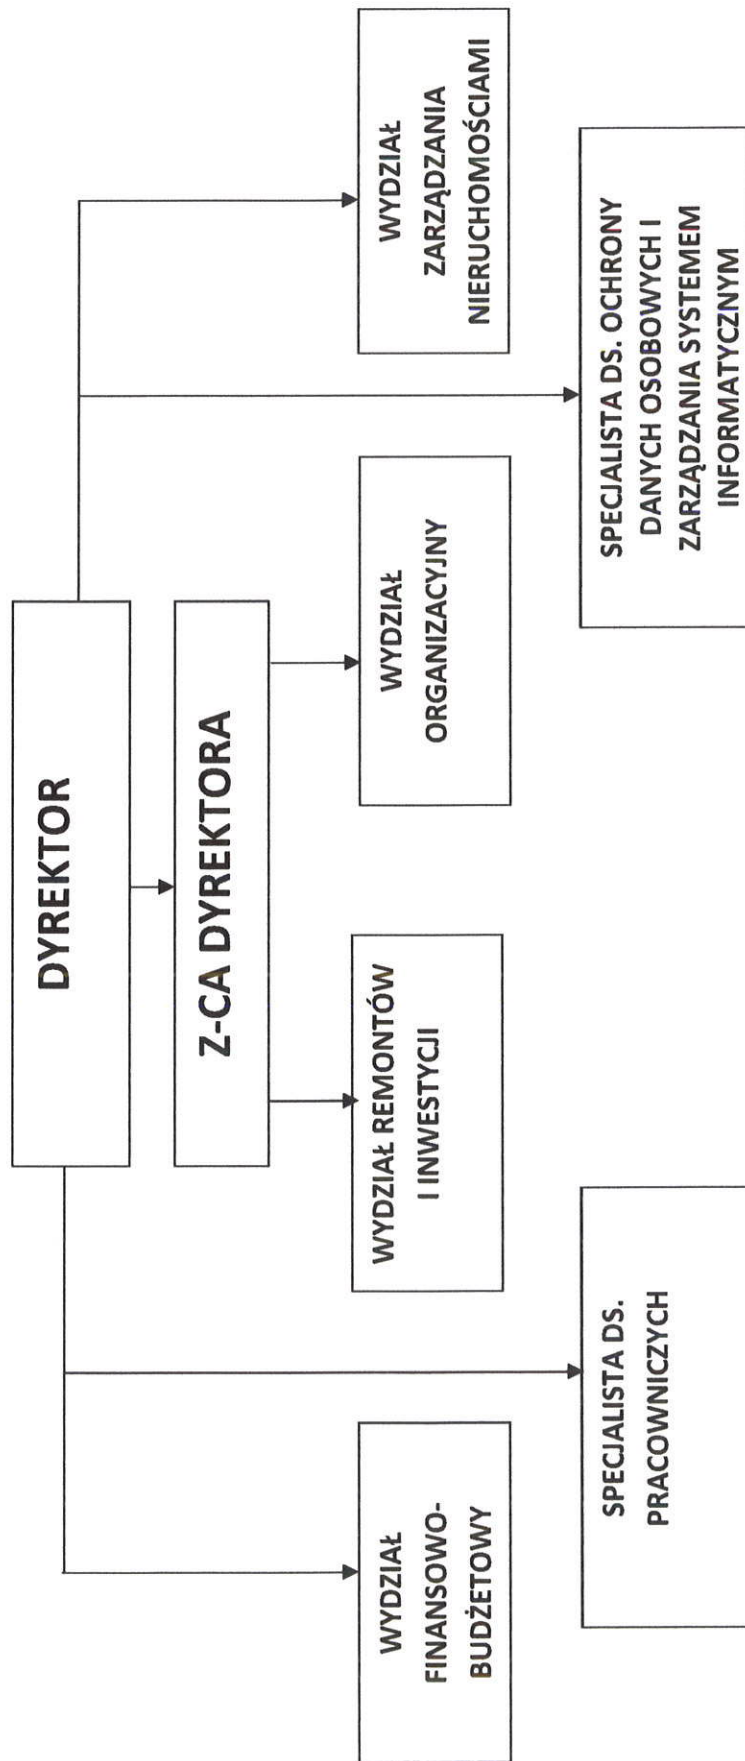 DYREKTOR
Z-CA DYREKTORA
WYDZIAŁ
FINANSOWO-
BUDŻETOWY
WYDZIAŁ REMONTÓW
I INWESTYCJI
WYDZIAŁ
ORGANIZACYJNY
WYDZIAŁ
ZARZĄDZANIA
NIERUCHOMOŚCIAMI
SPECJALISTA DS.
PRACOWNICZYCH
SPECJALISTA DS. OCHRONY
DANYCH OSOBOWYCH I
ZARZĄDZANIA SYSTEMEM
INFORMATYCZNYM